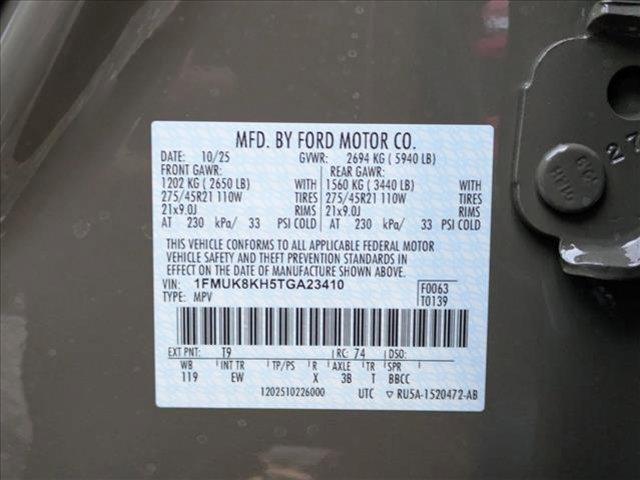 MFD. BY FORD MOTOR CO.
DATE: 10/25 GVWR: 2694 KG ( 5940 LB)
FRONT GAWR: REAR GAWR:
1202 KG ( 2650 LB) WITH 1560 KG ( 3440 LB) WITH
275/45R21 110W TIRES 275/45R21 110W TIRES
21x9.0J RIMS 21x9.0J RIMS
AT 230 kPa/ 33 PSI COLD AT 230 kPa/ 33 PSI COLD
THIS VEHICLE CONFORMS TO ALL APPLICABLE FEDERAL MOTOR
VEHICLE SAFETY AND THEFT PREVENTION STANDARDS IN
EFFECT ON THE DATE OF MANUFACTURE SHOWN ABOVE.
VIN: 1FMUK8KH5TGA23410 F0063
TYPE: MPV T0139
EXT PNT: T9 RC: 74 DSO:
WB INT TR TP/PS R AXLE TR SPR
119 EW X 3B T BBCC
1202510226000 UTC ▽ RU5A-1520472-AB
27